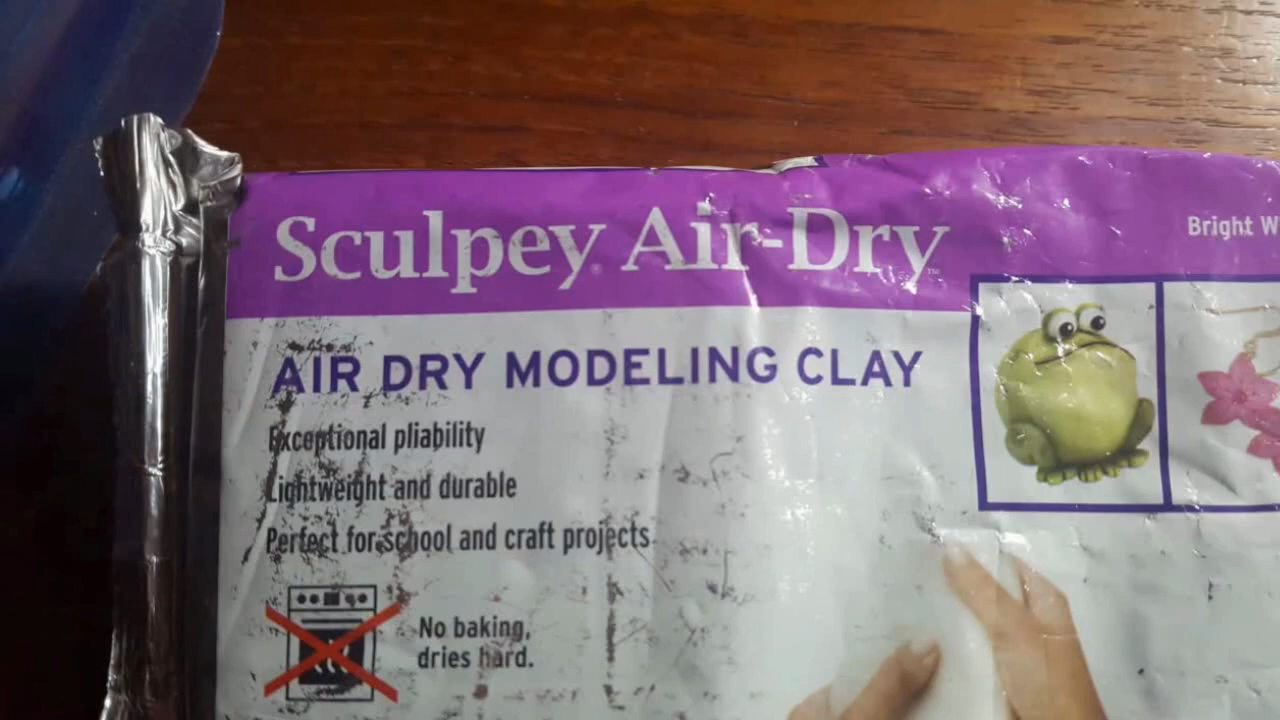 Sculpey® Air-Dry™
Bright W
AIR DRY MODELING CLAY
Exceptional pliability
Lightweight and durable
Perfect for school and craft projects
No baking,
dries hard.